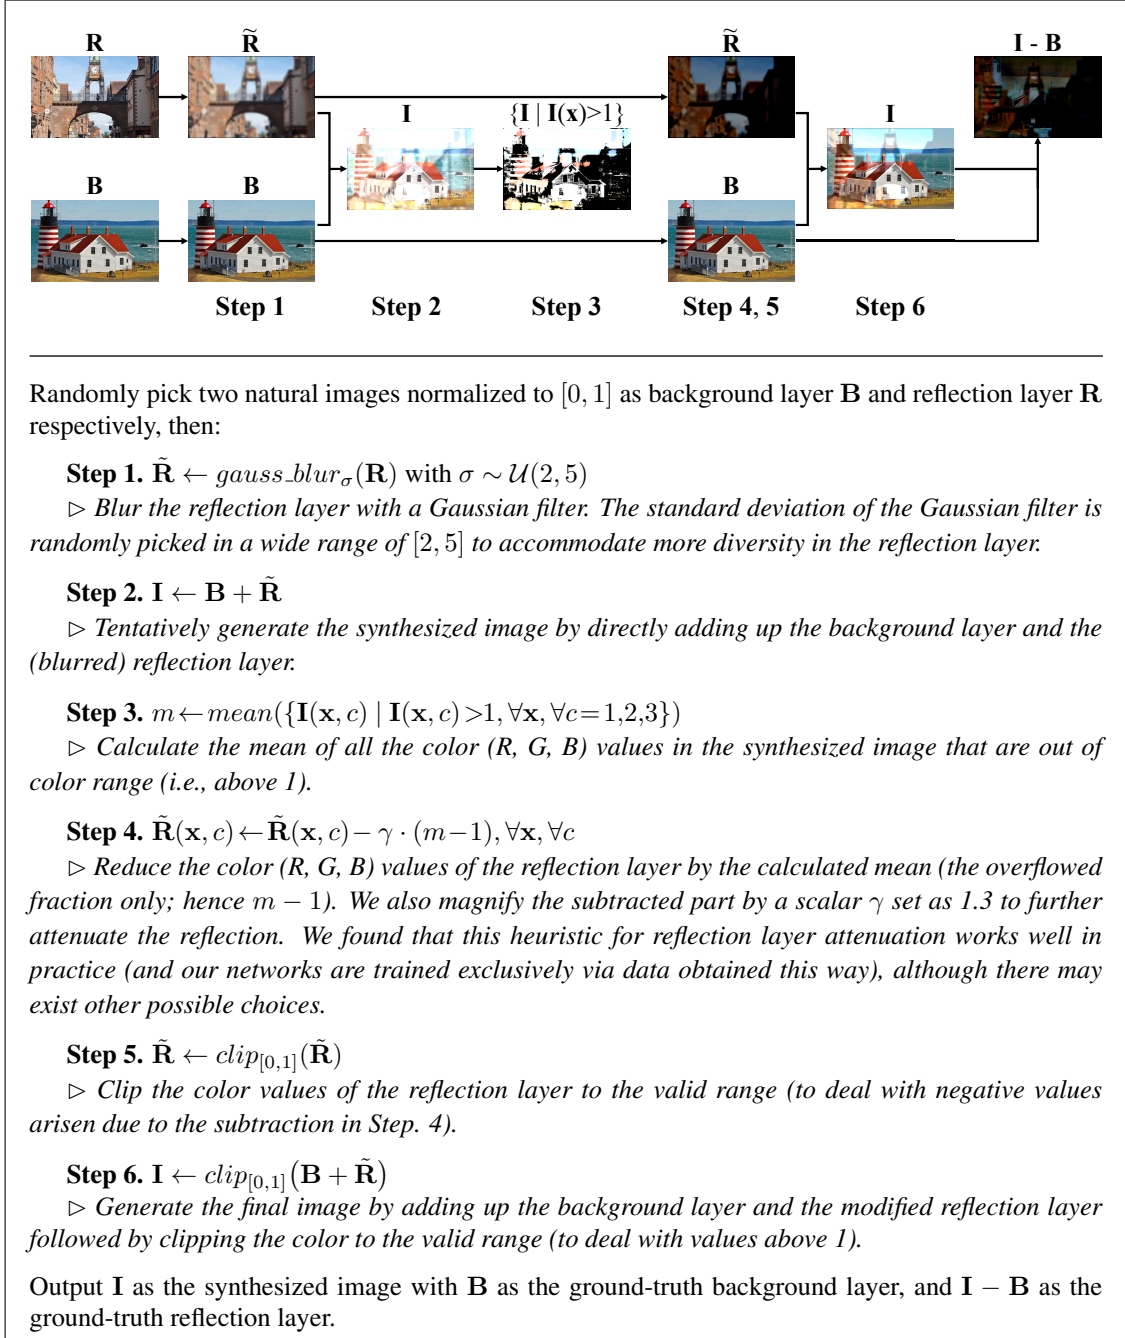 R R̃ R̃ I - B
I {I | I(x)>1} I
B B B
Step 1 Step 2 Step 3 Step 4, 5 Step 6
Randomly pick two natural images normalized to [0, 1] as background layer B and reflection layer R
respectively, then:
Step 1. R̃ ← gauss_blur_σ(R) with σ ∼ U(2, 5)
▷ Blur the reflection layer with a Gaussian filter. The standard deviation of the Gaussian filter is
randomly picked in a wide range of [2, 5] to accommodate more diversity in the reflection layer.
Step 2. I ← B + R̃
▷ Tentatively generate the synthesized image by directly adding up the background layer and the
(blurred) reflection layer.
Step 3. m←mean({I(x, c) | I(x, c)>1, ∀x, ∀c=1,2,3})
▷ Calculate the mean of all the color (R, G, B) values in the synthesized image that are out of
color range (i.e., above 1).
Step 4. R̃(x, c)←R̃(x, c)− γ · (m−1), ∀x, ∀c
▷ Reduce the color (R, G, B) values of the reflection layer by the calculated mean (the overflowed
fraction only; hence m − 1). We also magnify the subtracted part by a scalar γ set as 1.3 to further
attenuate the reflection. We found that this heuristic for reflection layer attenuation works well in
practice (and our networks are trained exclusively via data obtained this way), although there may
exist other possible choices.
Step 5. R̃ ← clip_[0,1](R̃)
▷ Clip the color values of the reflection layer to the valid range (to deal with negative values
arisen due to the subtraction in Step. 4).
Step 6. I ← clip_[0,1](B + R̃)
▷ Generate the final image by adding up the background layer and the modified reflection layer
followed by clipping the color to the valid range (to deal with values above 1).
Output I as the synthesized image with B as the ground-truth background layer, and I − B as the
ground-truth reflection layer.